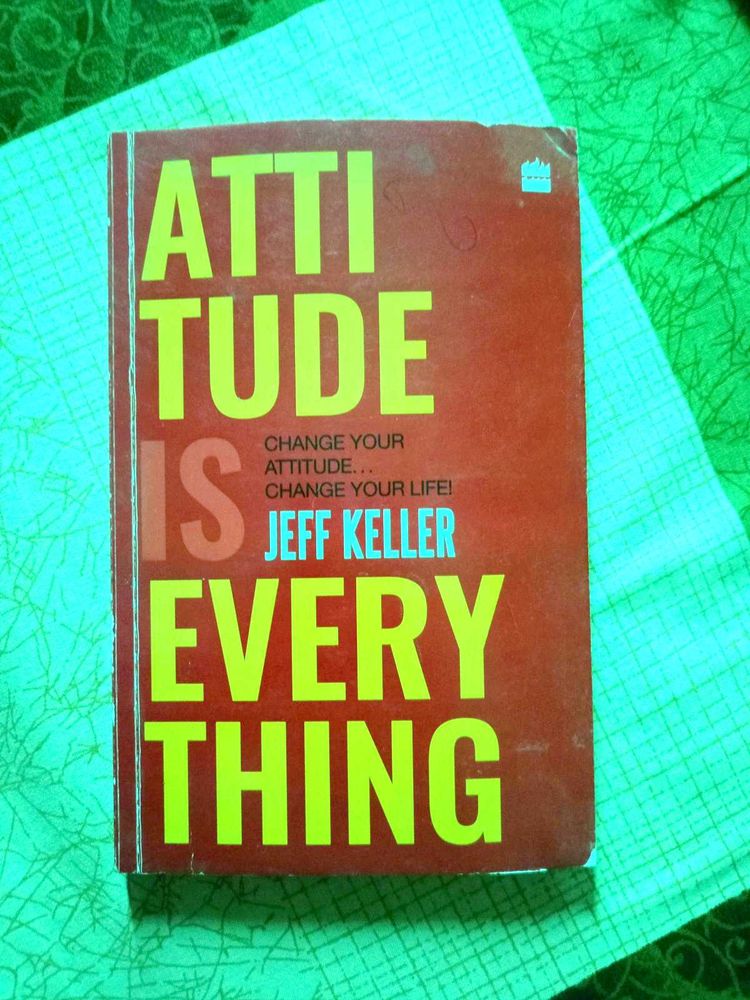 ATTI
TUDE
IS
CHANGE YOUR
ATTITUDE...
CHANGE YOUR LIFE!
JEFF KELLER
EVERY
THING